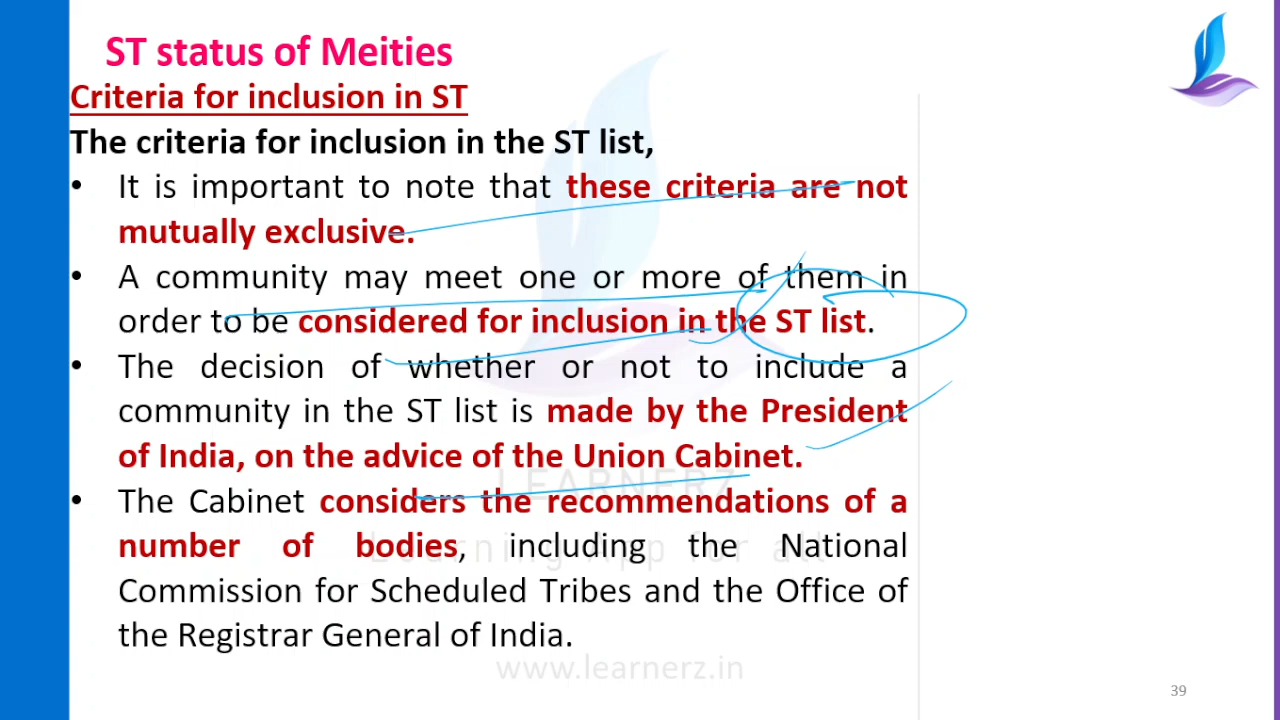 ST status of Meities
Criteria for inclusion in ST
The criteria for inclusion in the ST list,
• It is important to note that these criteria are not
mutually exclusive.
• A community may meet one or more of them in
order to be considered for inclusion in the ST list.
• The decision of whether or not to include a
community in the ST list is made by the President
of India, on the advice of the Union Cabinet.
LEARNERZ
• The Cabinet considers the recommendations of a
number of bodies, including the National
Learning App for all
Commission for Scheduled Tribes and the Office of
the Registrar General of India.
www.learnerz.in
39